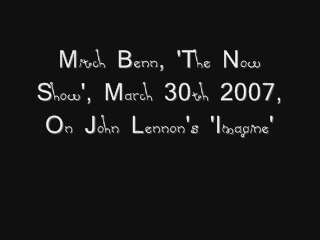 Mitch Benn, 'The Now
Show', March 30th 2007,
On John Lennon's 'Imagine'